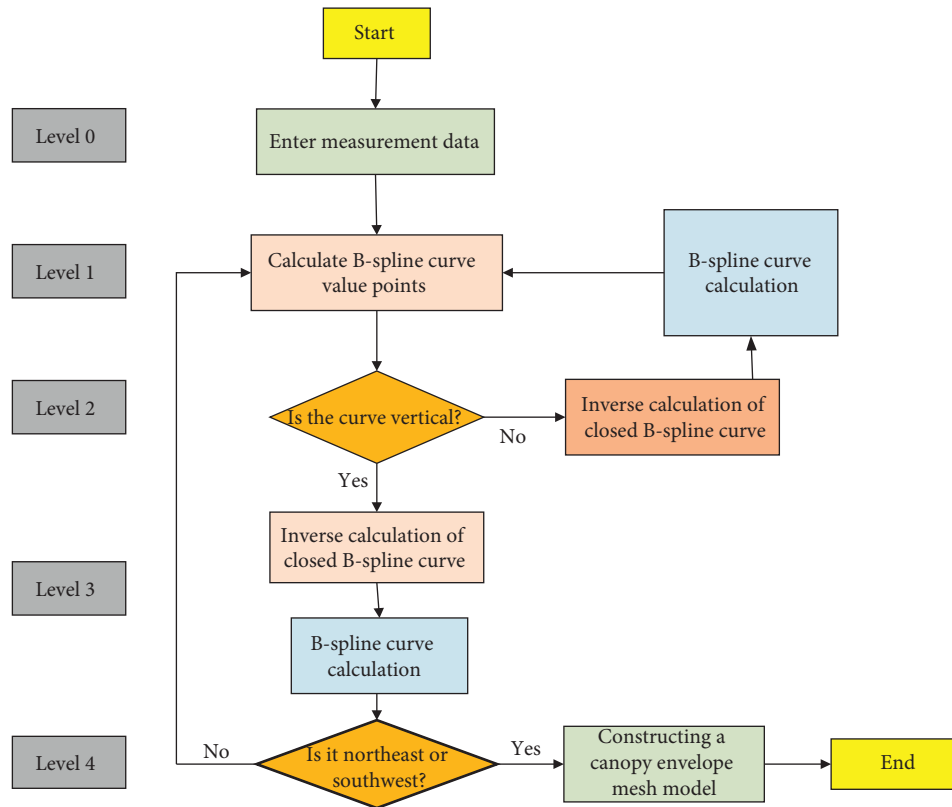 Start
Level 0
Enter measurement data
Level 1
Calculate B-spline curve
value points
B-spline curve
calculation
Level 2
Is the curve vertical?
No
Inverse calculation of
closed B-spline curve
Yes
Inverse calculation of
closed B-spline curve
Level 3
B-spline curve
calculation
Level 4
No
Is it northeast or
southwest?
Yes
Constructing a
canopy envelope
mesh model
End